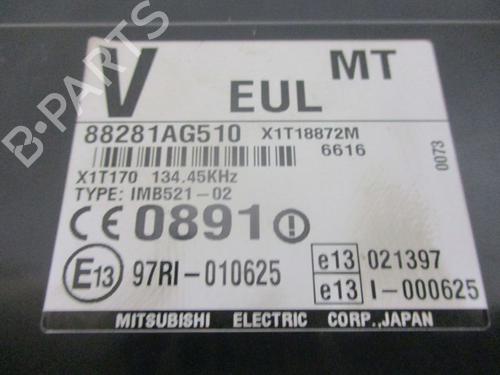 V EUL MT
88281AG510 X1T18872M
6616
0073
X1T170 134.45KHz
TYPE: IMB521-02
CE 0891
E13 97RI-010625
e13 021397
e13 I-000625
MITSUBISHI ELECTRIC CORP.,JAPAN
B-PARTS